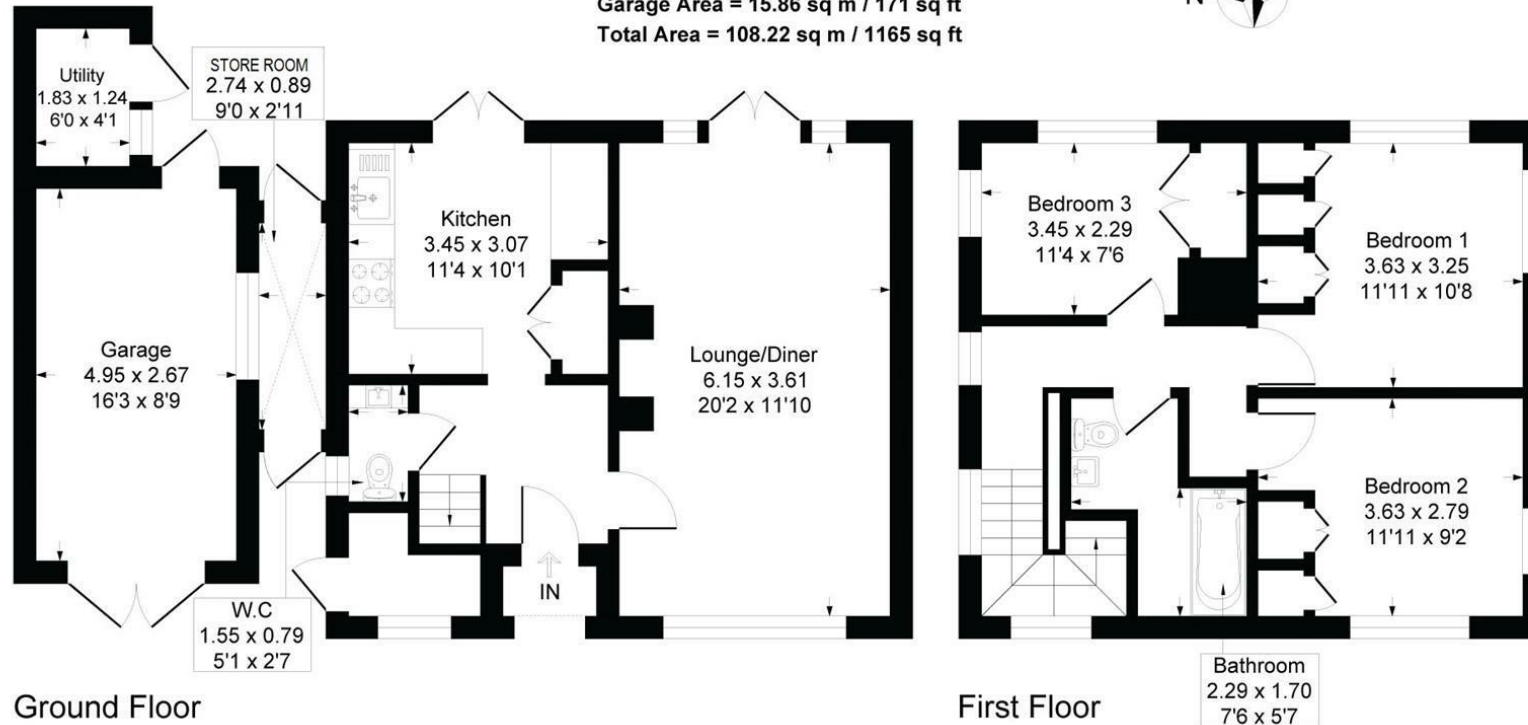 Garage Area = 15.86 sq m / 171 sq ft
Total Area = 108.22 sq m / 1165 sq ft
N
Utility
1.83 x 1.24
6'0 x 4'1
STORE ROOM
2.74 x 0.89
9'0 x 2'11
Kitchen
3.45 x 3.07
11'4 x 10'1
Garage
4.95 x 2.67
16'3 x 8'9
Lounge/Diner
6.15 x 3.61
20'2 x 11'10
IN
W.C
1.55 x 0.79
5'1 x 2'7
Ground Floor
Bedroom 3
3.45 x 2.29
11'4 x 7'6
Bedroom 1
3.63 x 3.25
11'11 x 10'8
Bedroom 2
3.63 x 2.79
11'11 x 9'2
Bathroom
2.29 x 1.70
7'6 x 5'7
First Floor